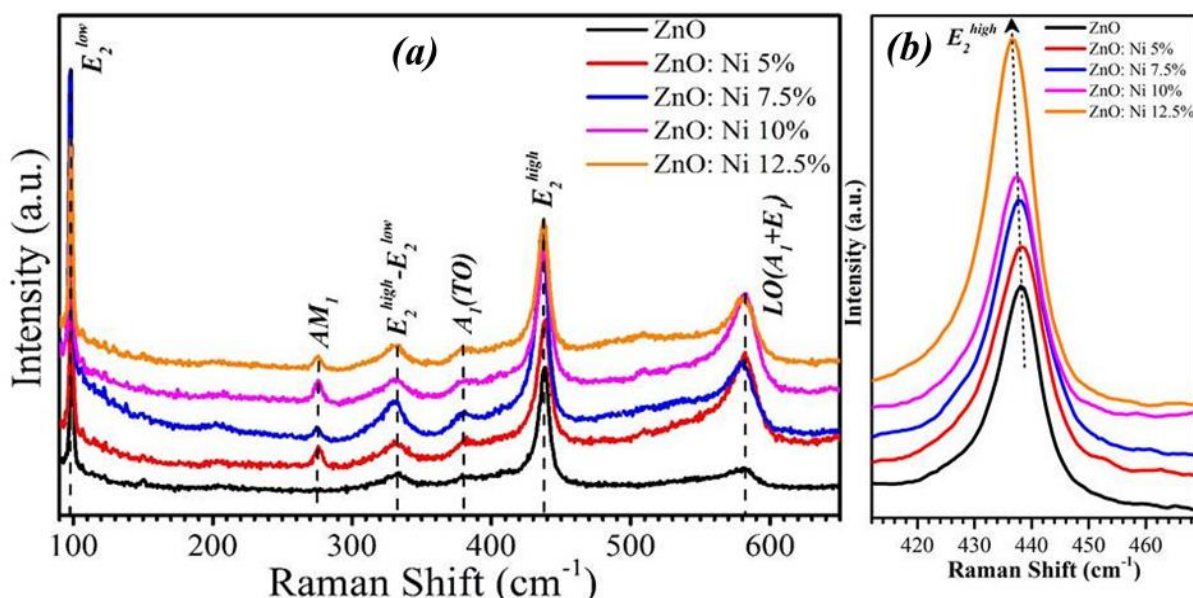 (a)
ZnO
ZnO: Ni 5%
ZnO: Ni 7.5%
ZnO: Ni 10%
ZnO: Ni 12.5%
E₂ˡᵒʷ
AM₁
E₂ʰⁱᵍʰ-E₂ˡᵒʷ
A₁(TO)
E₂ʰⁱᵍʰ
LO(A₁+E₁)
Intensity (a.u.)
100 200 300 400 500 600
Raman Shift (cm⁻¹)
(b)
E₂ʰⁱᵍʰ
ZnO
ZnO: Ni 5%
ZnO: Ni 7.5%
ZnO: Ni 10%
ZnO: Ni 12.5%
Intensity (a.u.)
420 430 440 450 460
Raman Shift (cm⁻¹)